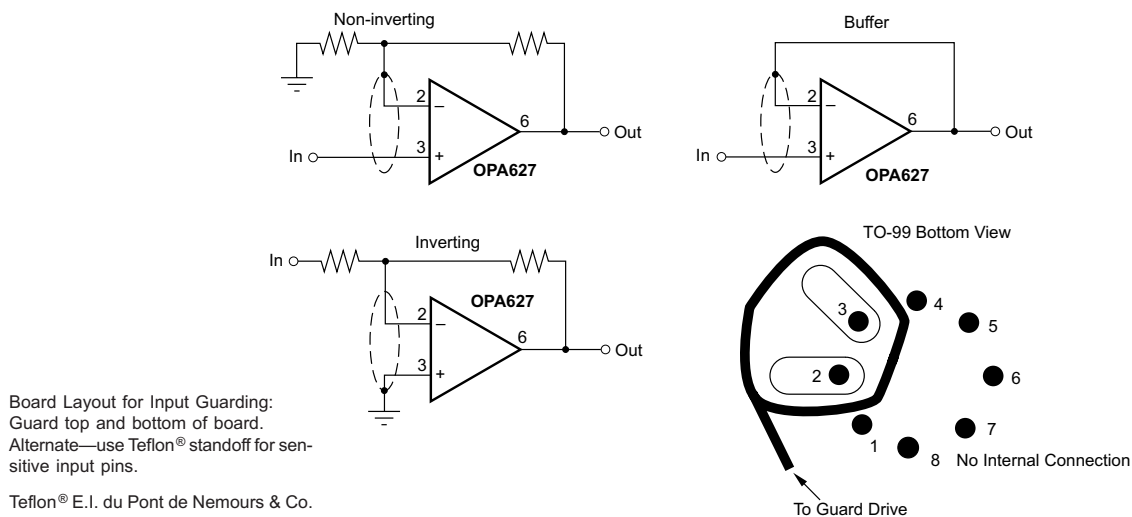 Non-inverting
2
–
6
Out
3
+
In
OPA627
Buffer
2
–
6
Out
3
+
In
OPA627
Inverting
In
OPA627
2
–
6
Out
3
+
TO-99 Bottom View
3
4
5
2
6
7
1
8
No Internal Connection
To Guard Drive
Board Layout for Input Guarding:
Guard top and bottom of board.
Alternate—use Teflon® standoff for sen-
sitive input pins.
Teflon® E.I. du Pont de Nemours & Co.